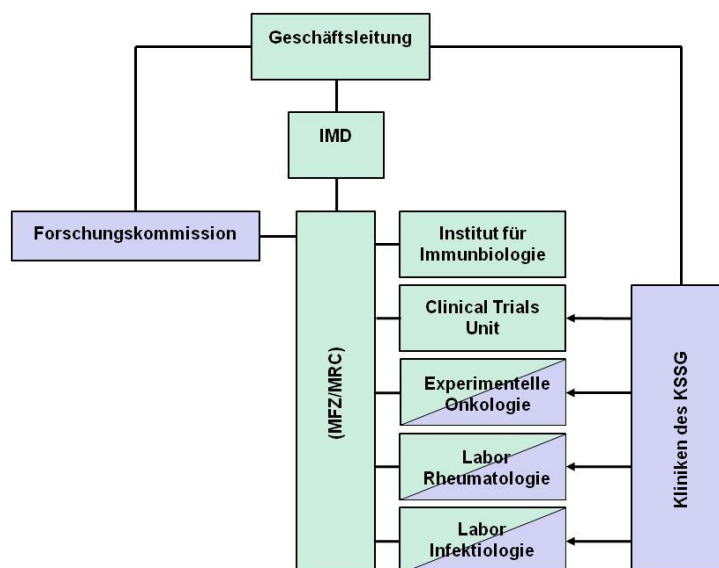 Geschäftsleitung
IMD
Forschungskommission
(MFZ/MRC)
Institut für
Immunbiologie
Clinical Trials
Unit
Experimentelle
Onkologie
Labor
Rheumatologie
Labor
Infektiologie
Kliniken des KSSG